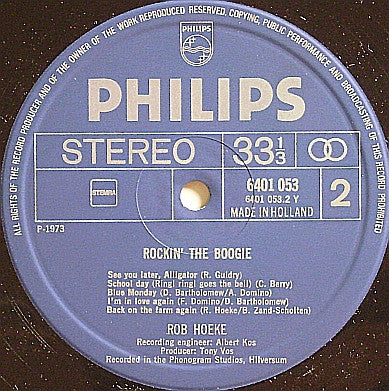 ALL RIGHTS OF THE RECORD PRODUCER AND OF THE OWNER OF THE WORK REPRODUCED RESERVED. COPYING, PUBLIC PERFORMANCE AND BROADCASTING OF THIS RECORD PROHIBITED
PHILIPS
PHILIPS
STEREO 33 1/3
STEMRA
6401 053
6401 053.2 Y
MADE IN HOLLAND
2
P-1973
ROCKIN' THE BOOGIE
See you later, Alligator (R. Guidry)
School day (Ring! ring! goes the bell) (C. Berry)
Blue Monday (D. Bartholomew/A. Domino)
I'm in love again (F. Domino/D. Bartholomew)
Back on the farm again (R. Hoeke/B. Zand-Scholten)
ROB HOEKE
Recording engineer: Albert Kos
Producer: Tony Vos
Recorded in the Phonogram Studios, Hilversum